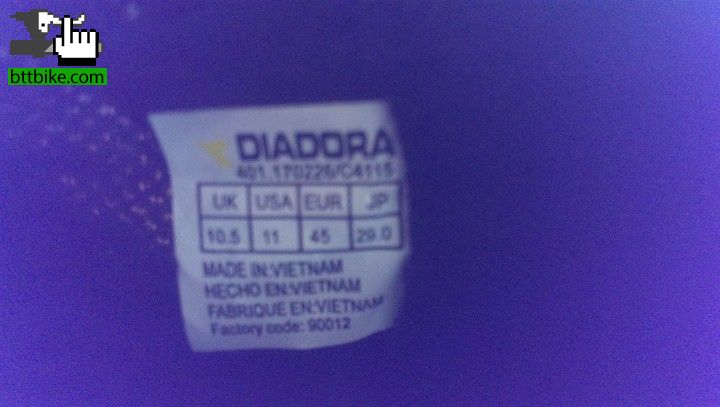 bttbike.com
DIADORA
401.170226/C4115
UK USA EUR JP
10.5 11 45 29.0
MADE IN:VIETNAM
HECHO EN:VIETNAM
FABRIQUE EN:VIETNAM
Factory code: 90012